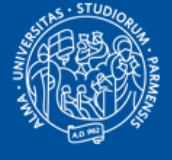 ALMA · UNIVERSITAS · STUDIORUM · PARMENSIS
A.D. 962